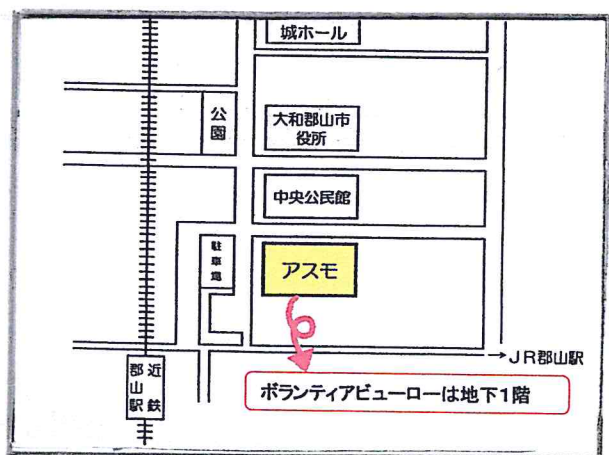 城ホール
公園
大和郡山市
役所
中央公民館
駐車場
アスモ
→JR郡山駅
近鉄
郡山駅
ボランティアビューローは地下1階